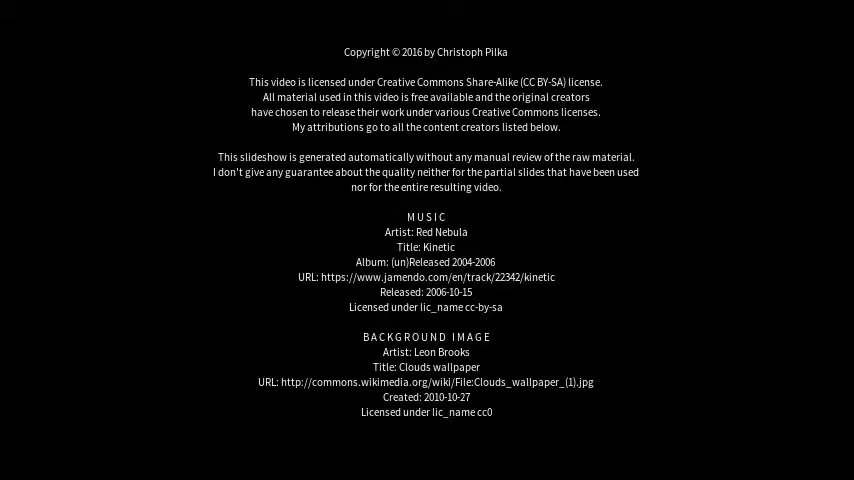 Copyright © 2016 by Christoph Pilka
This video is licensed under Creative Commons Share-Alike (CC BY-SA) license.
All material used in this video is free available and the original creators
have chosen to release their work under various Creative Commons licenses.
My attributions go to all the content creators listed below.
This slideshow is generated automatically without any manual review of the raw material.
I don't give any guarantee about the quality neither for the partial slides that have been used
nor for the entire resulting video.
M U S I C
Artist: Red Nebula
Title: Kinetic
Album: (un)Released 2004-2006
URL: https://www.jamendo.com/en/track/22342/kinetic
Released: 2006-10-15
Licensed under lic_name cc-by-sa
B A C K G R O U N D   I M A G E
Artist: Leon Brooks
Title: Clouds wallpaper
URL: http://commons.wikimedia.org/wiki/File:Clouds_wallpaper_(1).jpg
Created: 2010-10-27
Licensed under lic_name cc0